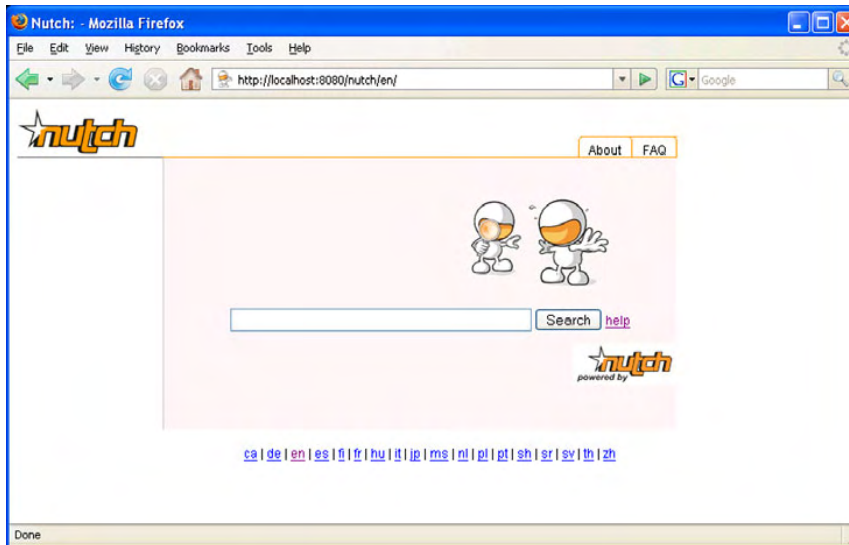 Nutch: - Mozilla Firefox
File Edit View History Bookmarks Tools Help
http://localhost:8080/nutch/en/ G Google
nutch
About FAQ
Search help
nutch
powered by
ca | de | en | es | fi | fr | hu | it | jp | ms | nl | pl | pt | sh | sr | sv | th | zh
Done